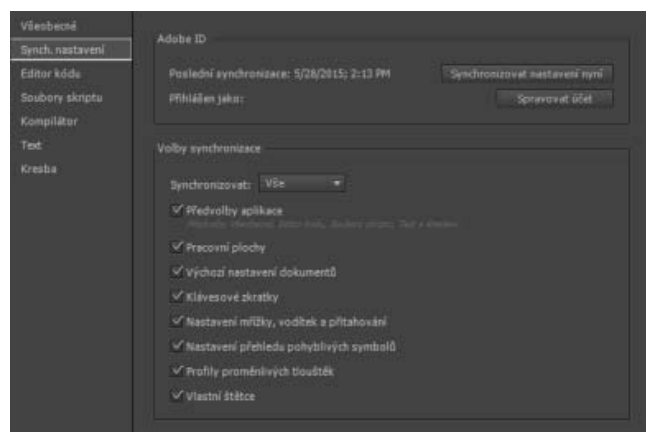 Všeobecné
Synch. nastavení
Editor kódu
Soubory skriptu
Kompilátor
Text
Kresba
Adobe ID
Poslední synchronizace: 5/28/2015; 2:13 PM
Synchronizovat nastavení nyní
Přihlášen jako:
Spravovat účet
Volby synchronizace
Synchronizovat: Vše
Předvolby aplikace
Pracovní plochy
Výchozí nastavení dokumentů
Klávesové zkratky
Nastavení mřížky, vodítek a přitahování
Nastavení přehledu pohyblivých symbolů
Profily proměnlivých tlouštěk
Vlastní štětce